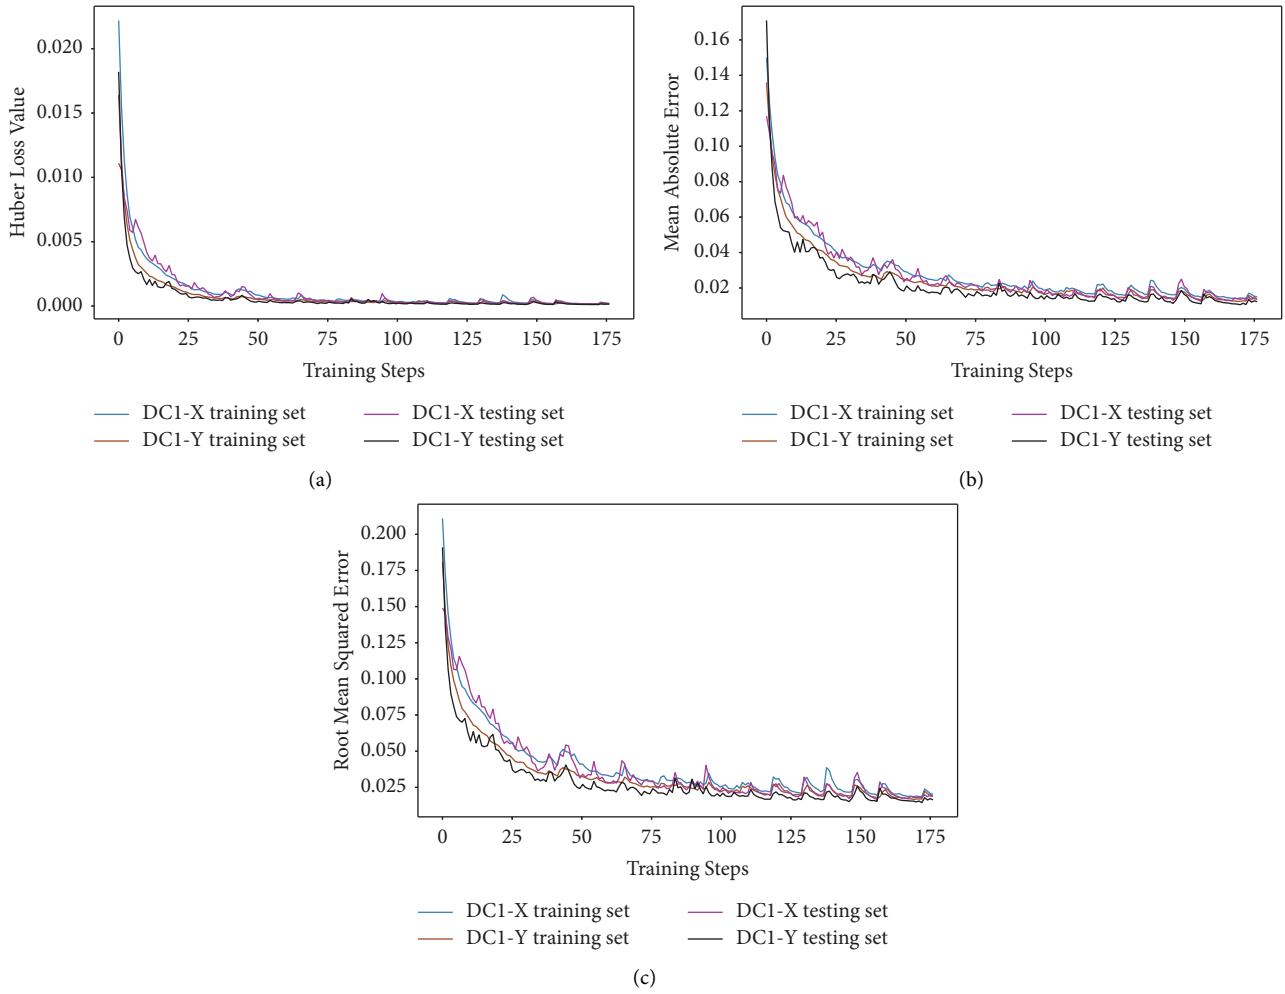 Huber Loss Value
0.020
0.015
0.010
0.005
0.000
0 25 50 75 100 125 150 175
Training Steps
DC1-X training set DC1-X testing set
DC1-Y training set DC1-Y testing set
(a)
Mean Absolute Error
0.16
0.14
0.12
0.10
0.08
0.06
0.04
0.02
0 25 50 75 100 125 150 175
Training Steps
DC1-X training set DC1-X testing set
DC1-Y training set DC1-Y testing set
(b)
Root Mean Squared Error
0.200
0.175
0.150
0.125
0.100
0.075
0.050
0.025
0 25 50 75 100 125 150 175
Training Steps
DC1-X training set DC1-X testing set
DC1-Y training set DC1-Y testing set
(c)